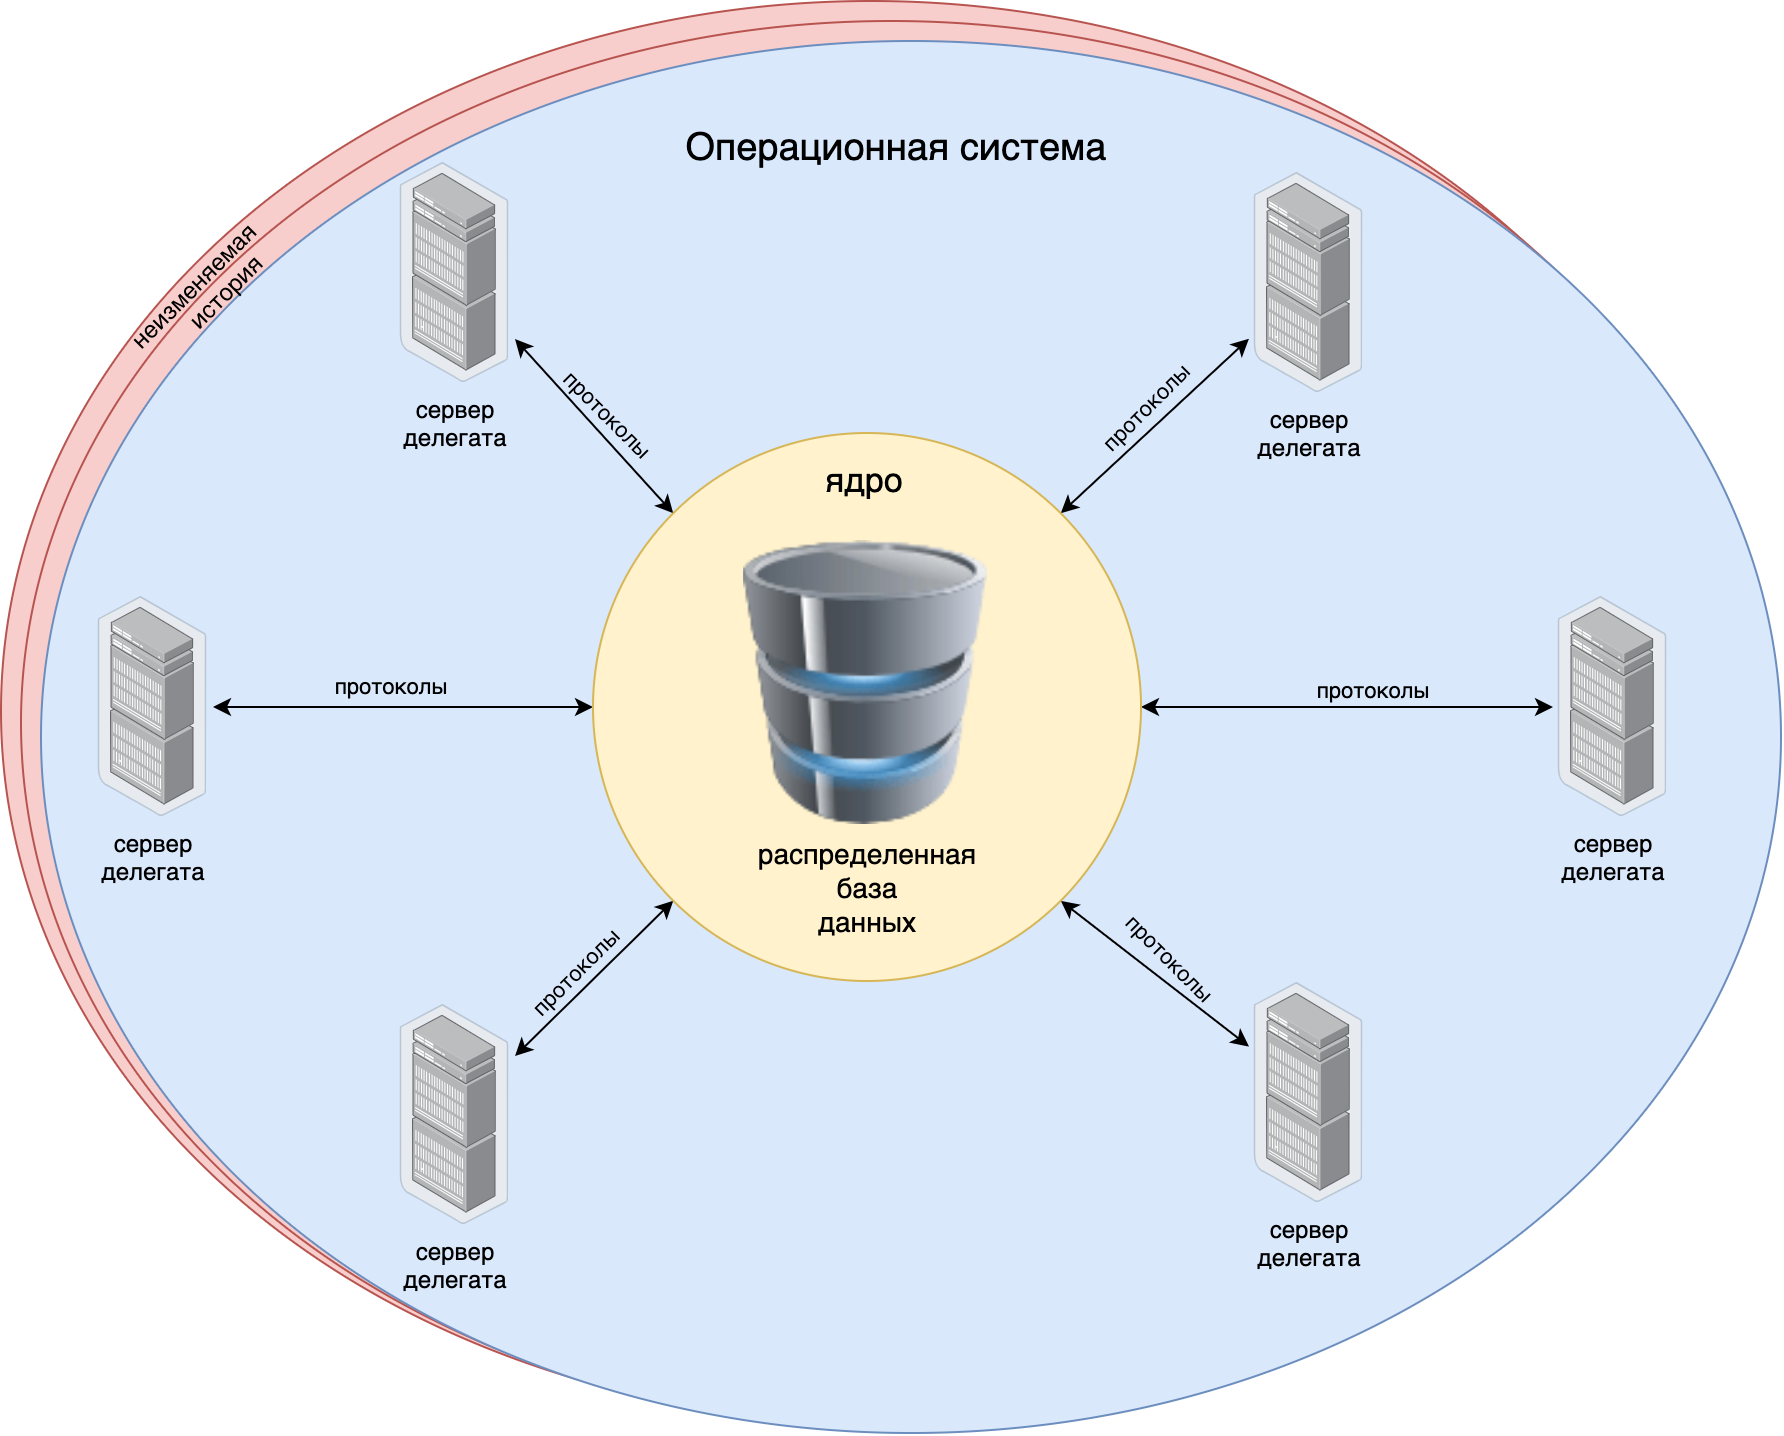 Операционная система
неизменяемая
история
сервер
делегата
сервер
делегата
протоколы
протоколы
ядро
протоколы
протоколы
сервер
делегата
сервер
делегата
распределенная
база
данных
протоколы
протоколы
сервер
делегата
сервер
делегата